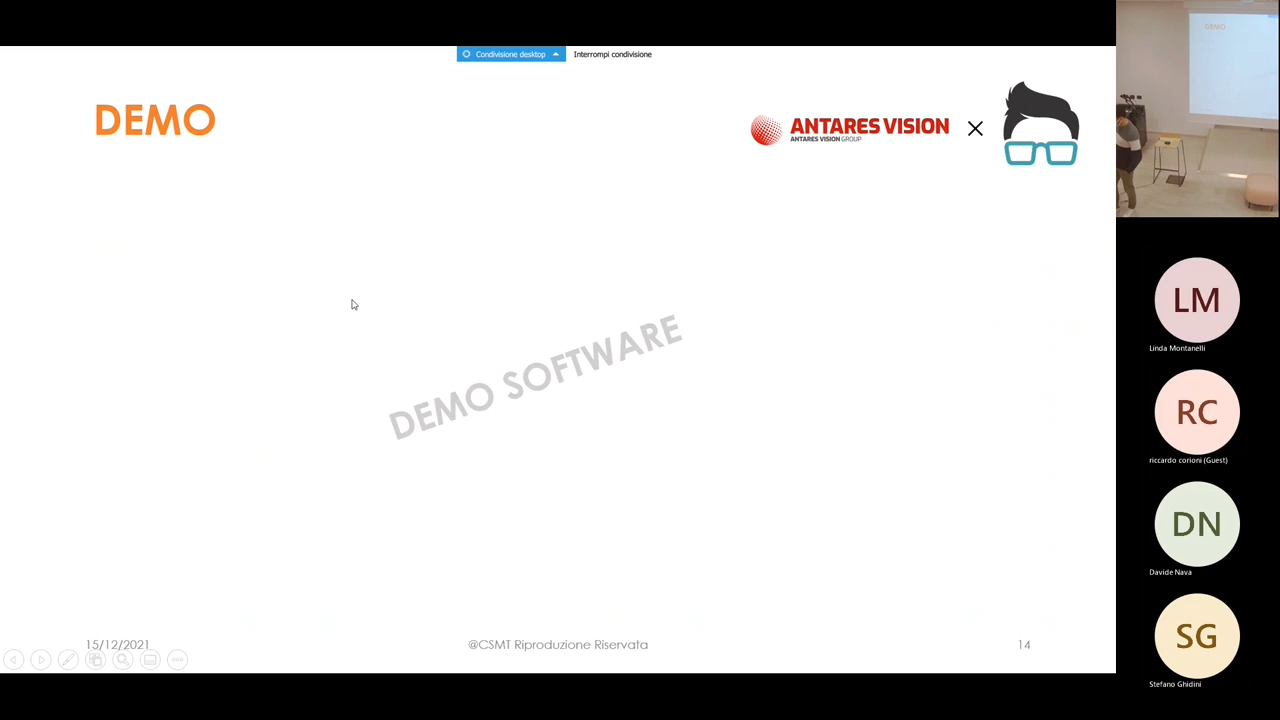 Condivisione desktop Interrompi condivisione
DEMO
ANTARES VISION
ANTARES VISION GROUP
DEMO SOFTWARE
15/12/2021 @CSMT Riproduzione Riservata 14
DEMO
LM
Linda Montanelli
RC
riccardo corioni (Guest)
DN
Davide Nava
SG
Stefano Ghidini